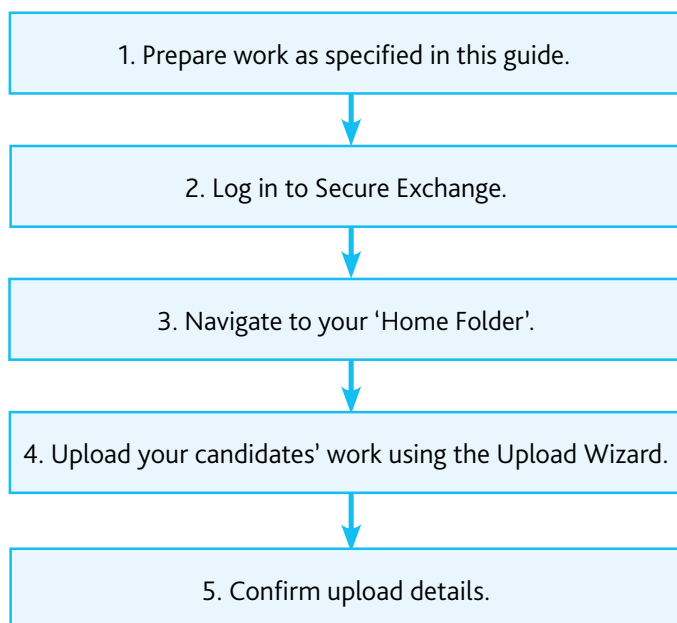 1. Prepare work as specified in this guide.
2. Log in to Secure Exchange.
3. Navigate to your ‘Home Folder’.
4. Upload your candidates’ work using the Upload Wizard.
5. Confirm upload details.